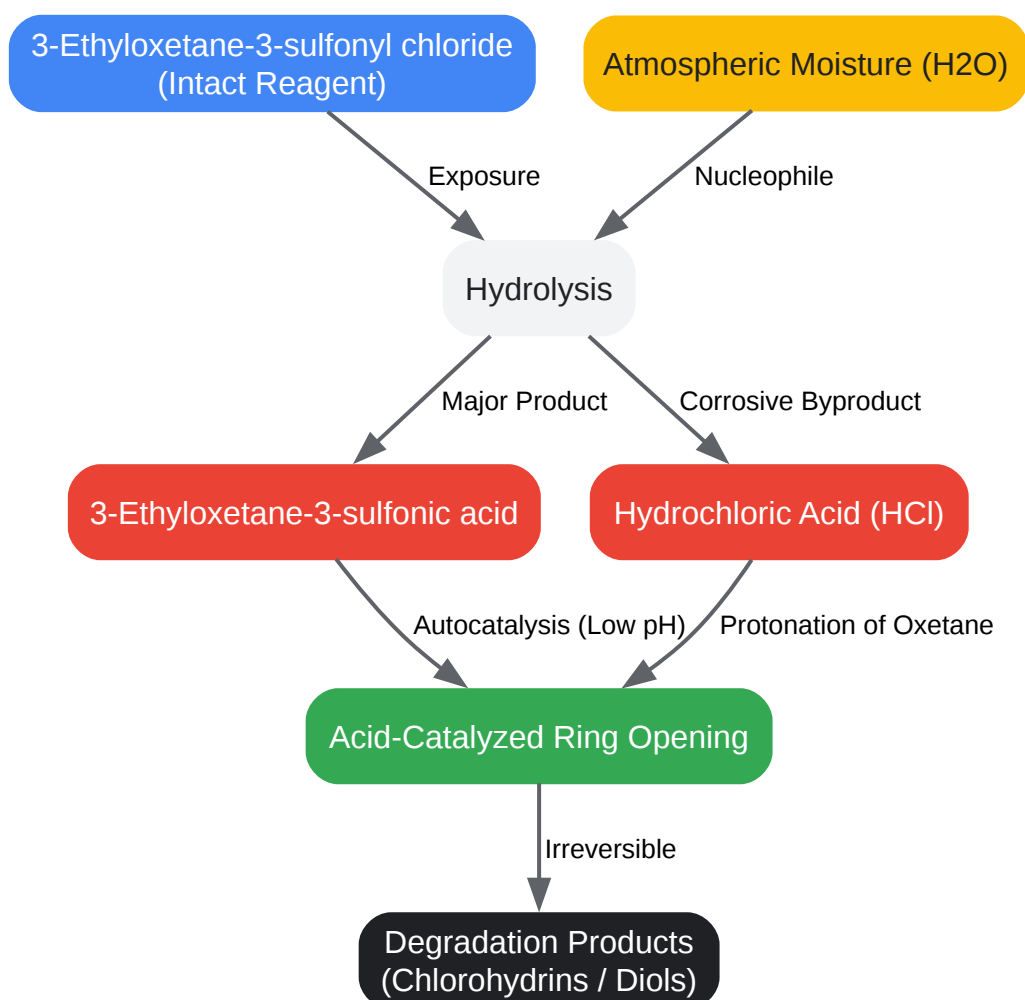 3-Ethyloxetane-3-sulfonyl chloride
(Intact Reagent)
Atmospheric Moisture (H2O)
Exposure
Nucleophile
Hydrolysis
Major Product
Corrosive Byproduct
3-Ethyloxetane-3-sulfonic acid
Hydrochloric Acid (HCl)
Autocatalysis (Low pH)
Protonation of Oxetane
Acid-Catalyzed Ring Opening
Irreversible
Degradation Products
(Chlorohydrins / Diols)